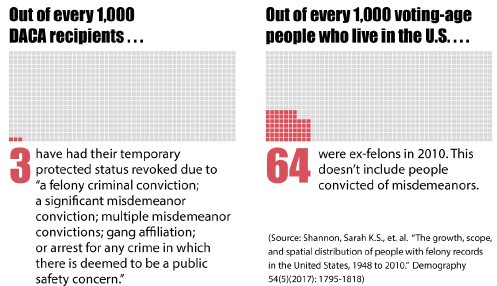 Out of every 1,000
DACA recipients . . .
3 have had their temporary
protected status revoked due to
"a felony criminal conviction;
a significant misdemeanor
conviction; multiple misdemeanor
convictions; gang affiliation;
or arrest for any crime in which
there is deemed to be a public
safety concern."
Out of every 1,000 voting-age
people who live in the U.S. . . .
64 were ex-felons in 2010. This
doesn't include people
convicted of misdemeanors.
(Source: Shannon, Sarah K.S., et. al. "The growth, scope,
and spatial distribution of people with felony records
in the United States, 1948 to 2010." Demography
54(5)(2017): 1795-1818)